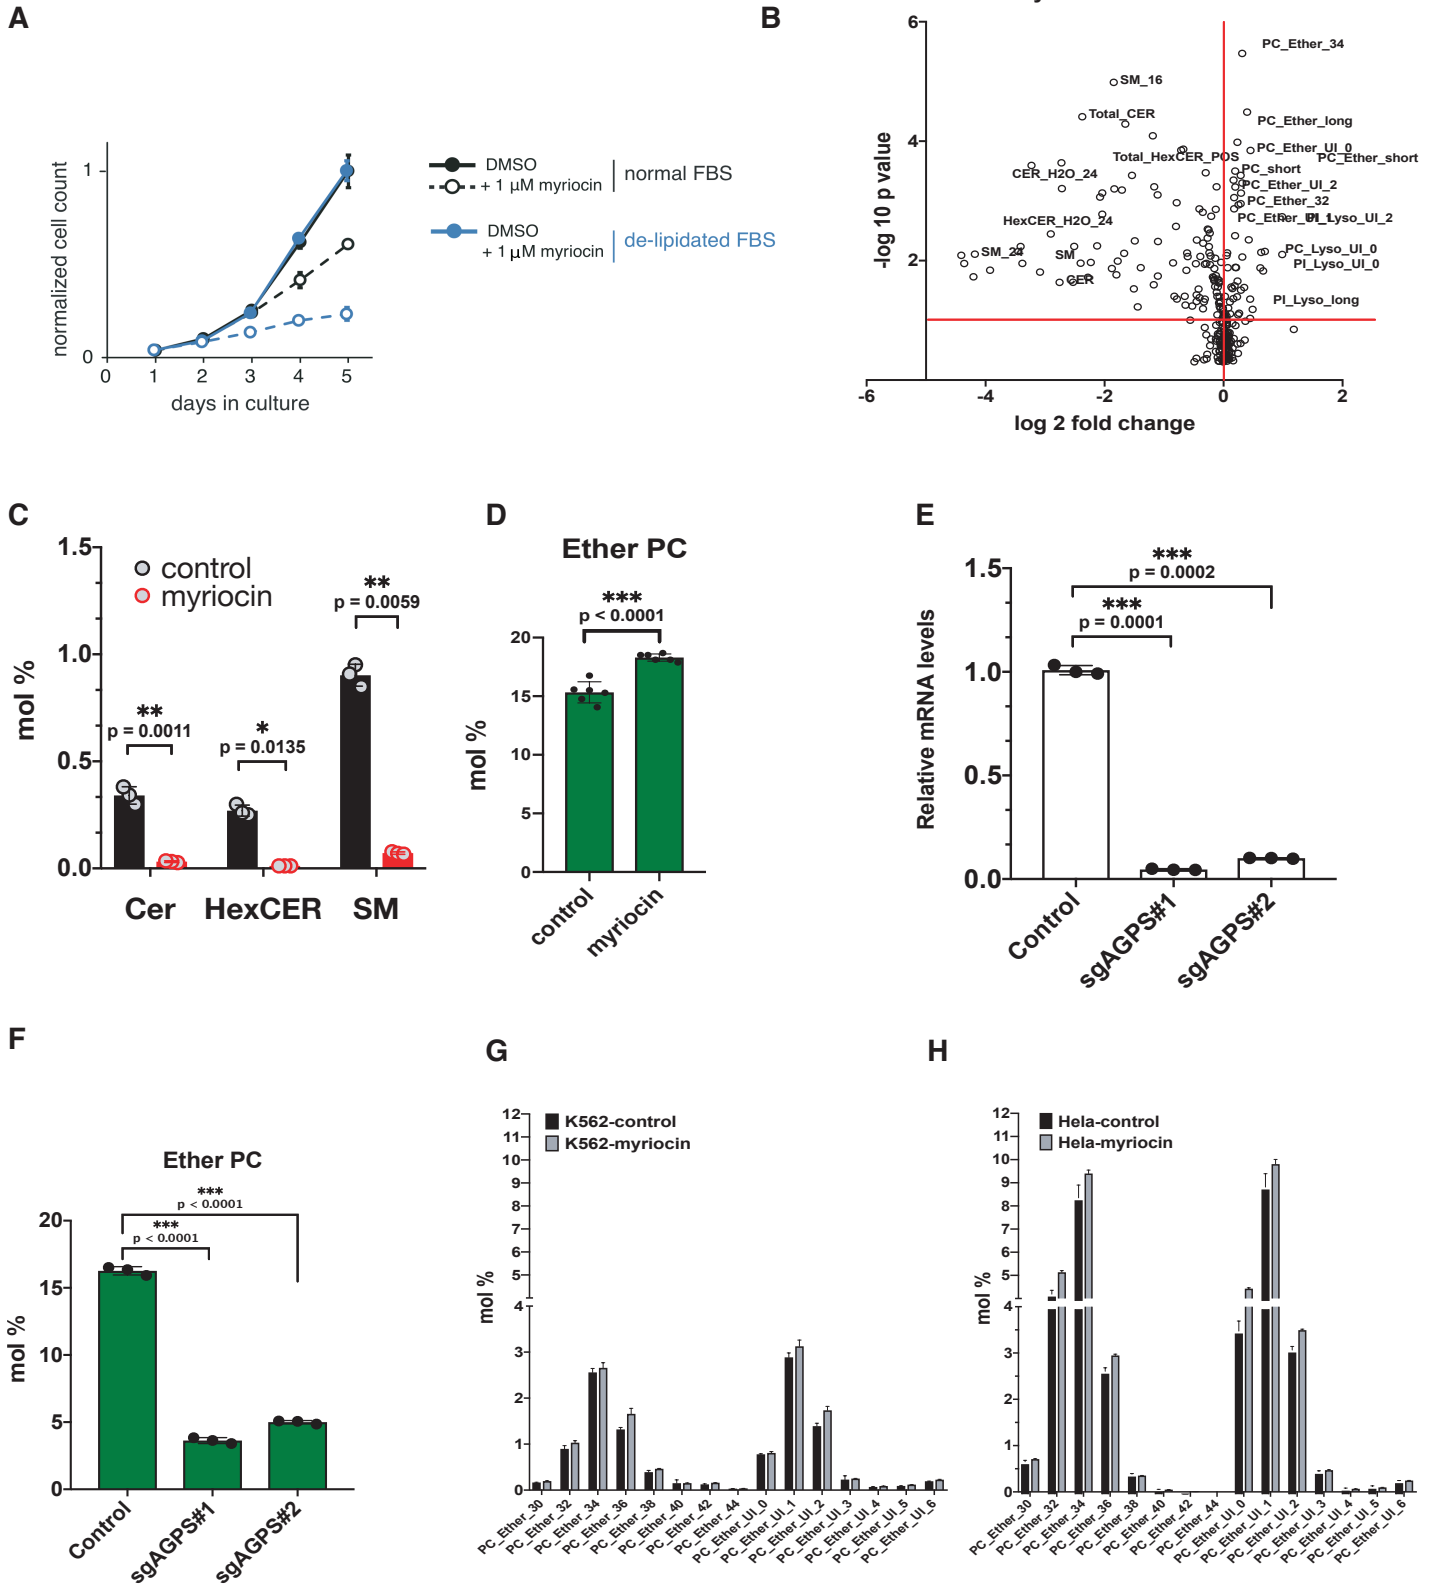 A
normalized cell count
1
0
0 1 2 3 4 5
days in culture
DMSO
+ 1 µM myriocin
normal FBS
DMSO
+ 1 µM myriocin
de-lipidated FBS
B
-log 10 p value
6
4
2
-6 -4 -2 0 2
log 2 fold change
PC_Ether_34
SM_16
Total_CER
PC_Ether_long
PC_Ether_UI_0
Total_HexCER_POS
PC_Ether_short
CER_H2O_24
PC_short
PC_Ether_UI_2
PC_Ether_32
HexCER_H2O_24
PC_Ether_UI_1
PI_Lyso_UI_2
SM_24
SM
PC_Lyso_UI_0
PI_Lyso_UI_0
CER
PI_Lyso_long
C
mol %
1.5
1.0
0.5
0.0
control
myriocin
**
p = 0.0059
**
p = 0.0011
*
p = 0.0135
Cer HexCER SM
D
Ether PC
***
p < 0.0001
mol %
20
15
10
5
0
control
myriocin
E
***
p = 0.0002
***
p = 0.0001
Relative mRNA levels
1.5
1.0
0.5
0.0
Control
sgAGPS#1
sgAGPS#2
F
Ether PC
***
p < 0.0001
***
p < 0.0001
mol %
20
15
10
5
0
Control
sgAGPS#1
sgAGPS#2
G
K562-control
K562-myriocin
mol %
12
11
10
9
8
7
6
5
4
3
2
1
0
PC_Ether_30
PC_Ether_32
PC_Ether_34
PC_Ether_36
PC_Ether_38
PC_Ether_40
PC_Ether_42
PC_Ether_44
PC_Ether_UI_0
PC_Ether_UI_1
PC_Ether_UI_2
PC_Ether_UI_3
PC_Ether_UI_4
PC_Ether_UI_5
PC_Ether_UI_6
H
Hela-control
Hela-myriocin
mol %
12
11
10
9
8
7
6
5
4
3
2
1
0
PC_Ether_30
PC_Ether_32
PC_Ether_34
PC_Ether_36
PC_Ether_38
PC_Ether_40
PC_Ether_42
PC_Ether_44
PC_Ether_UI_0
PC_Ether_UI_1
PC_Ether_UI_2
PC_Ether_UI_3
PC_Ether_UI_4
PC_Ether_UI_5
PC_Ether_UI_6